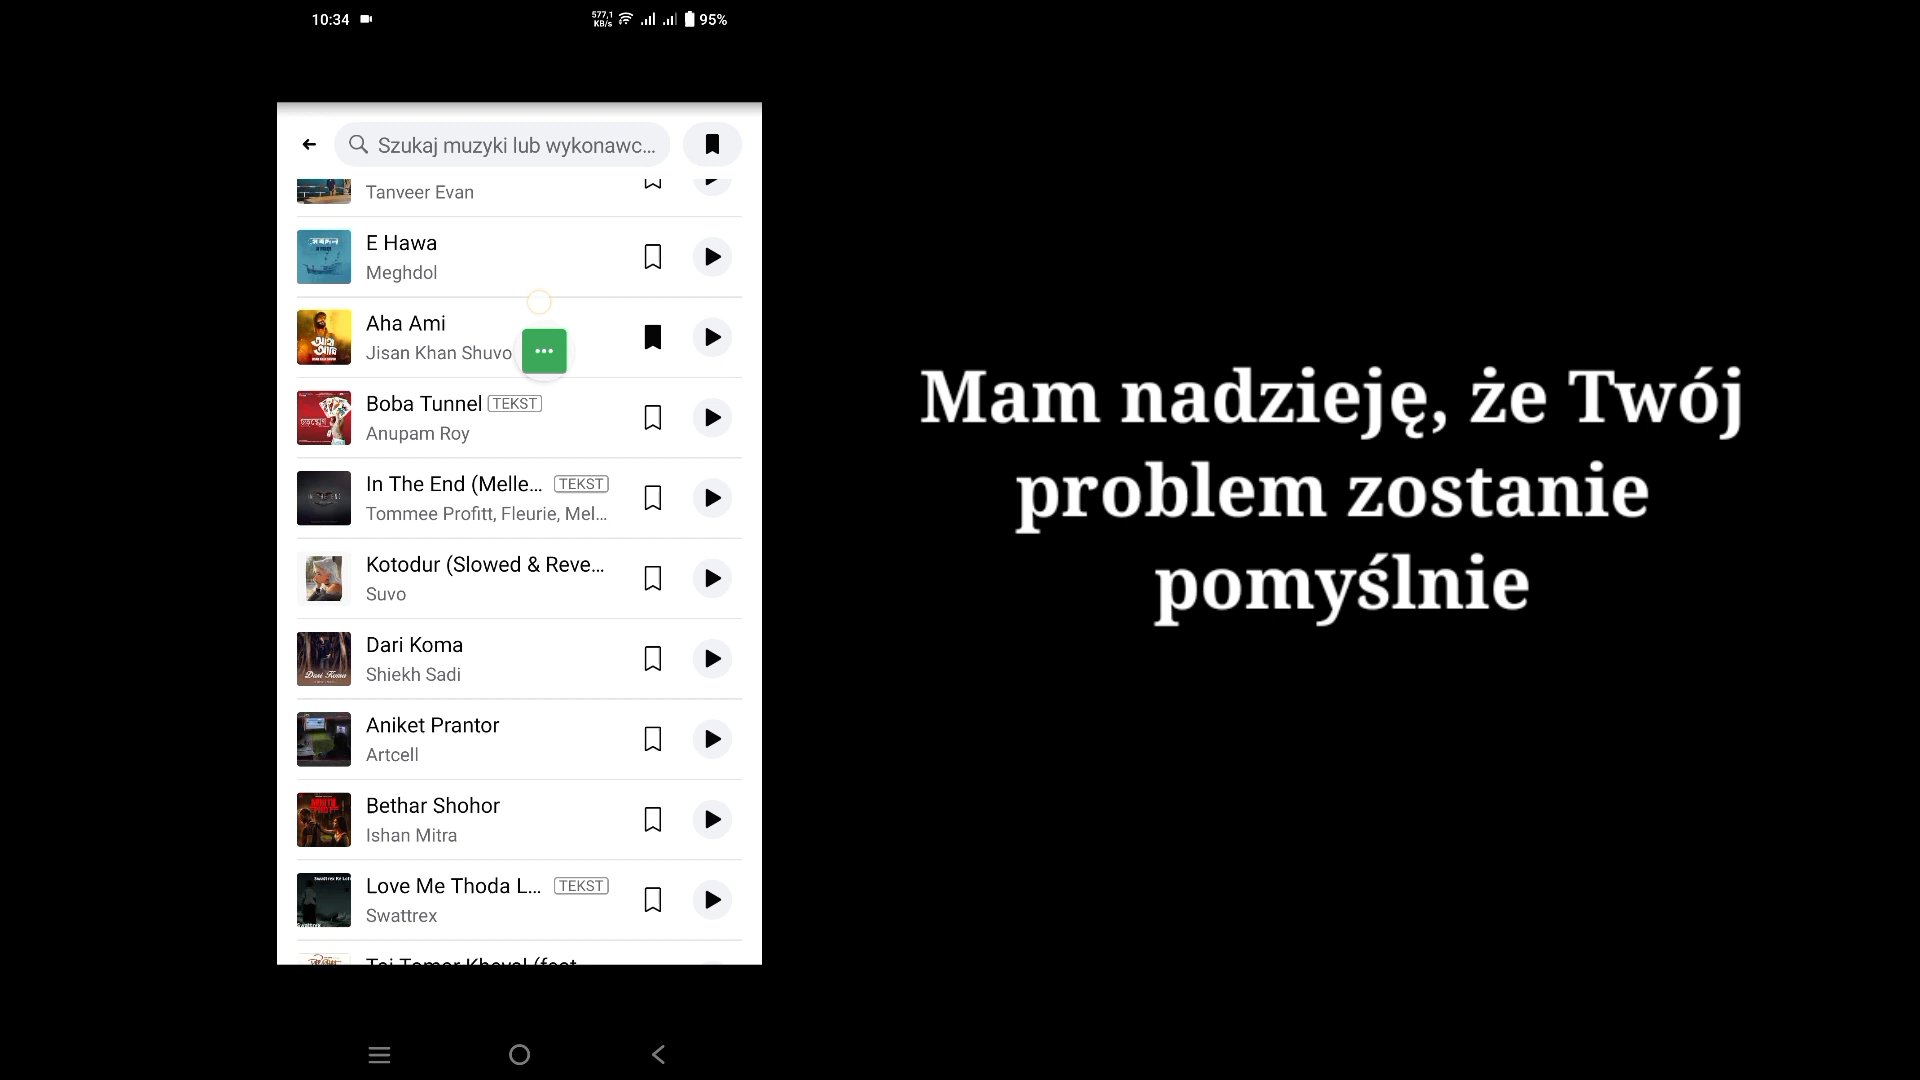 10:34
577,1
KB/s
95%
Szukaj muzyki lub wykonawc...
Tanveer Evan
E Hawa
Meghdol
Aha Ami
Jisan Khan Shuvo
Boba Tunnel TEKST
Anupam Roy
In The End (Melle... TEKST
Tommee Profitt, Fleurie, Mel...
Kotodur (Slowed & Reve...
Suvo
Dari Koma
Shiekh Sadi
Aniket Prantor
Artcell
Bethar Shohor
Ishan Mitra
Love Me Thoda L... TEKST
Swattrex
Mam nadzieję, że Twój
problem zostanie
pomyślnie